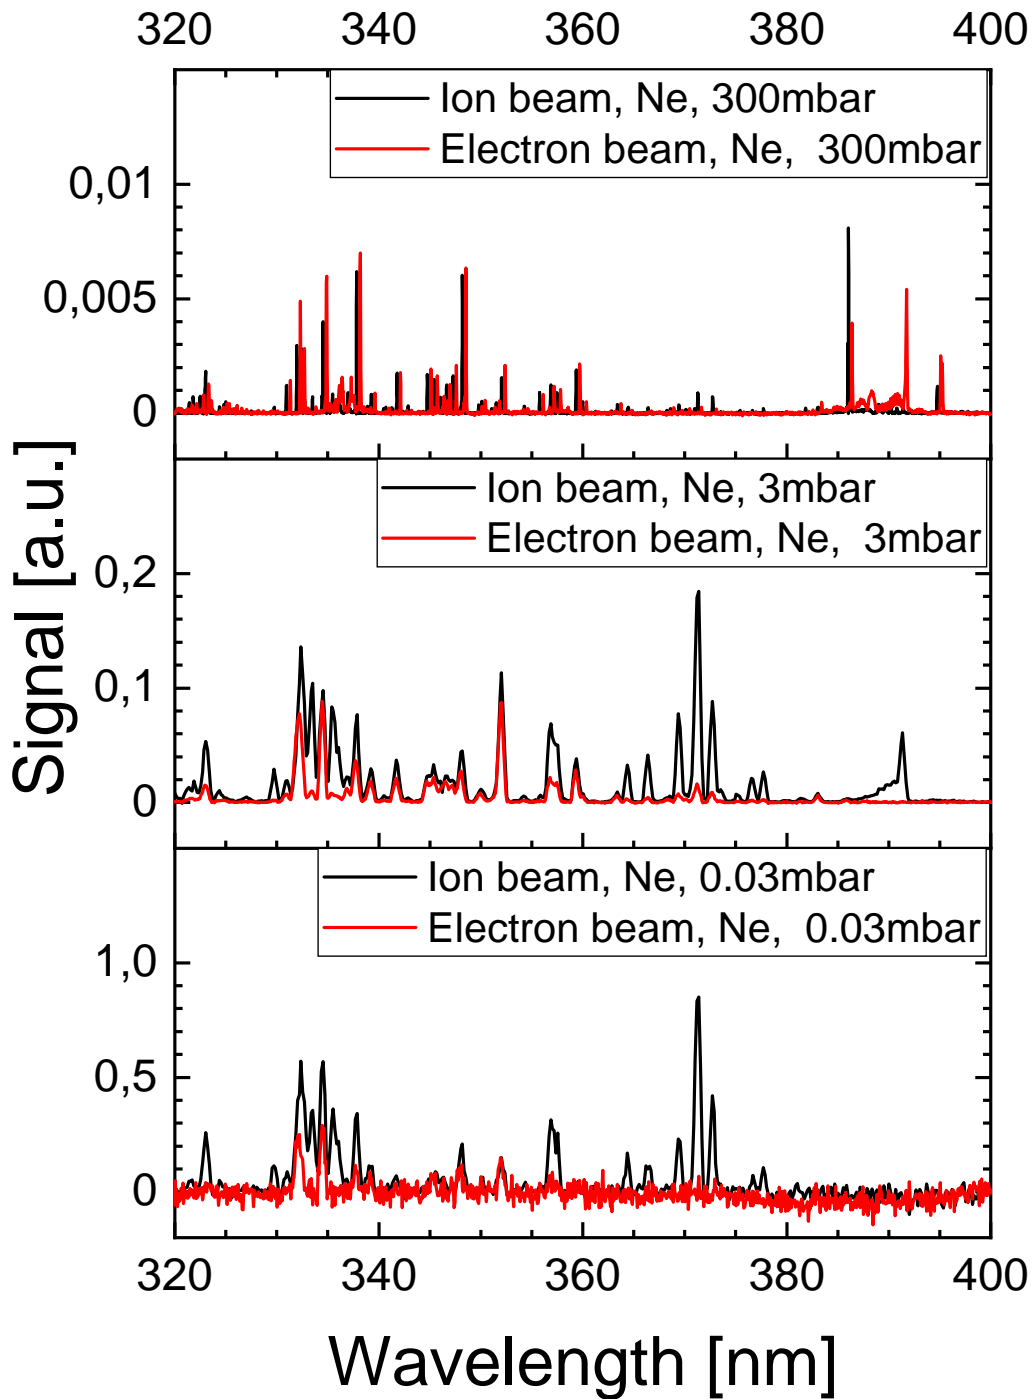 320 340 360 380 400
Ion beam, Ne, 300mbar
Electron beam, Ne,  300mbar
0,01
0,005
0
Signal [a.u.]
Ion beam, Ne, 3mbar
Electron beam, Ne,  3mbar
0,2
0,1
0
Ion beam, Ne, 0.03mbar
Electron beam, Ne,  0.03mbar
1,0
0,5
0
320 340 360 380 400
Wavelength [nm]